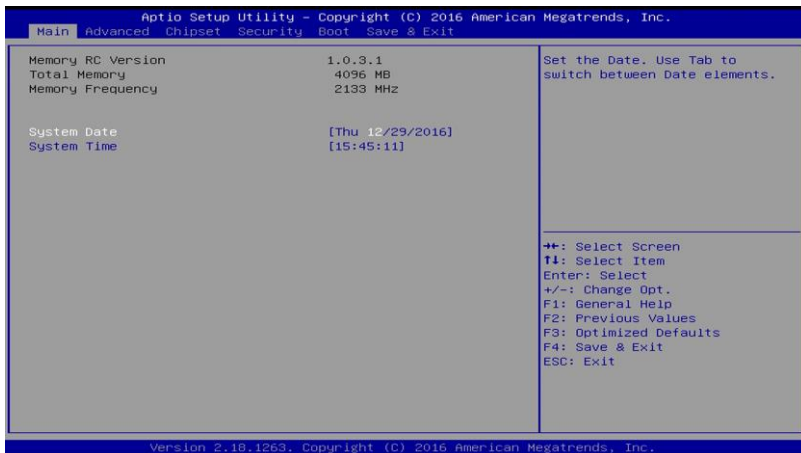 Aptio Setup Utility – Copyright (C) 2016 American Megatrends, Inc.
Main Advanced Chipset Security Boot Save & Exit
Memory RC Version 1.0.3.1
Total Memory 4096 MB
Memory Frequency 2133 MHz
System Date [Thu 12/29/2016]
System Time [15:45:11]
Set the Date. Use Tab to
switch between Date elements.
→←: Select Screen
↑↓: Select Item
Enter: Select
+/-: Change Opt.
F1: General Help
F2: Previous Values
F3: Optimized Defaults
F4: Save & Exit
ESC: Exit
Version 2.18.1263. Copyright (C) 2016 American Megatrends, Inc.